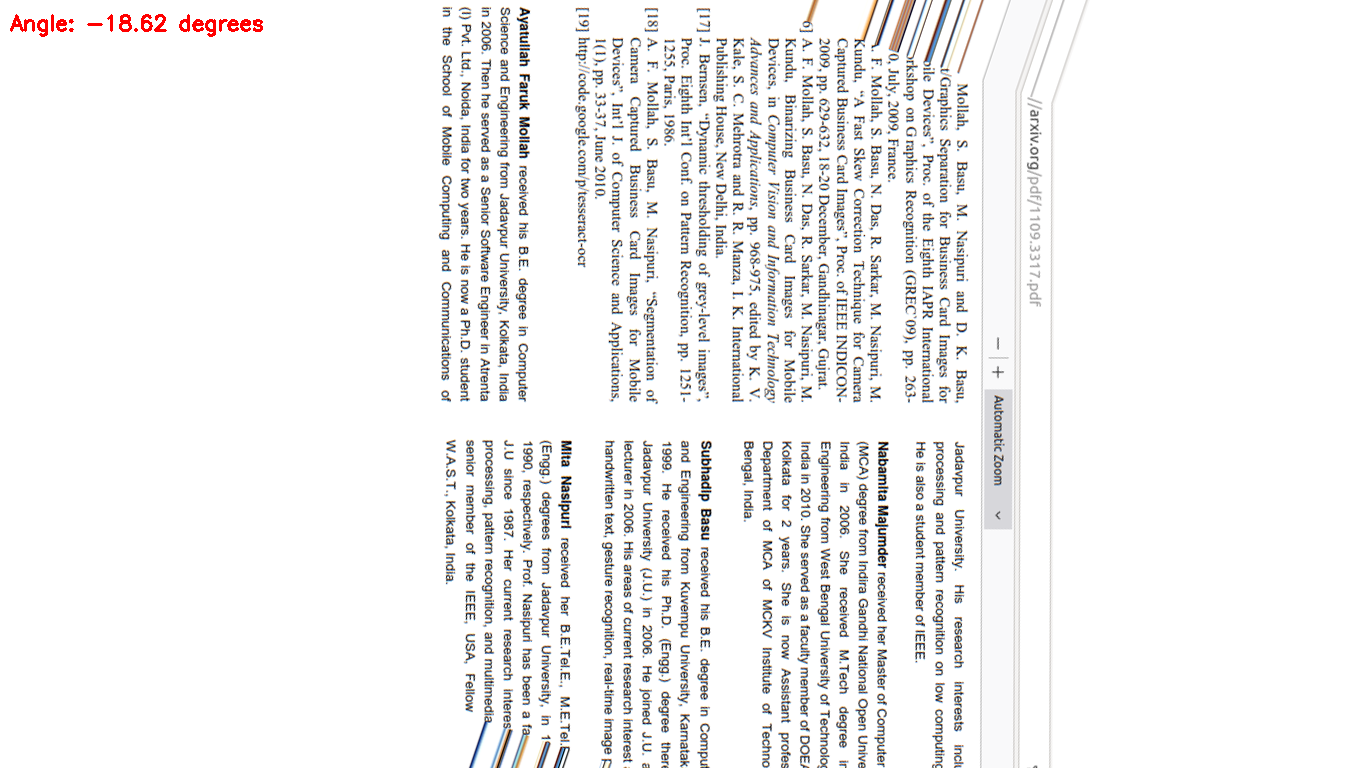 Angle: −18.62 degrees
//arxiv.org/pdf/1109.3317.pdf
− | +
Automatic Zoom
Mollah, S. Basu, M. Nasipuri and D. K. Basu,
t/Graphics Separation for Business Card Images for
bile Devices”, Proc. of the Eighth IAPR International
rkshop on Graphics Recognition (GREC’09), pp. 263-
0, July, 2009, France.
F. Mollah, S. Basu, N. Das, R. Sarkar, M. Nasipuri, M.
Kundu, “A Fast Skew Correction Technique for Camera
Captured Business Card Images”, Proc. of IEEE INDICON-
2009, pp. 629-632, 18-20 December, Gandhinagar, Gujrat.
6] A. F. Mollah, S. Basu, N. Das, R. Sarkar, M. Nasipuri, M.
Kundu, Binarizing Business Card Images for Mobile
Devices, in Computer Vision and Information Technology
Advances and Applications, pp. 968-975, edited by K. V.
Kale, S. C. Mehrotra and R. R. Manza, I. K. International
Publishing House, New Delhi, India.
[17] J. Bernsen, “Dynamic thresholding of grey-level images”,
Proc. Eighth Int’l Conf. on Pattern Recognition, pp. 1251-
1255, Paris, 1986.
[18] A. F. Mollah, S. Basu, M. Nasipuri, “Segmentation of
Camera Captured Business Card Images for Mobile
Devices”, Int’l J. of Computer Science and Applications,
1(1), pp. 33-37, June 2010.
[19] http://code.google.com/p/tesseract-ocr
Ayatullah Faruk Mollah received his B.E. degree in Computer
Science and Engineering from Jadavpur University, Kolkata, India
in 2006. Then he served as a Senior Software Engineer in Atrenta
(I) Pvt. Ltd., Noida, India for two years. He is now a Ph.D. student
in the School of Mobile Computing and Communications of
Jadavpur University. His research interests inclu
processing and pattern recognition on low computing
He is also a student member of IEEE.
Nabamita Majumder received her Master of Computer
(MCA) degree from Indira Gandhi National Open Unive
India in 2006. She received M.Tech degree in
Engineering from West Bengal University of Technolog
India in 2010. She served as a faculty member of DOEA
Kolkata for 2 years. She is now Assistant profes
Department of MCA of MCKV Institute of Techno
Bengal, India.
Subhadip Basu received his B.E. degree in Comput
and Engineering from Kuvempu University, Karnatak
1999. He received his Ph.D. (Engg.) degree there
Jadavpur University (J.U.) in 2006. He joined J.U. a
lecturer in 2006. His areas of current research interest
handwritten text, gesture recognition, real-time image p
Mita Nasipuri received her B.E.Tel.E., M.E.Tel.
(Engg.) degrees from Jadavpur University, in 1
1990, respectively. Prof. Nasipuri has been a fa
J.U since 1987. Her current research interes
processing, pattern recognition, and multimedia
senior member of the IEEE, USA, Fellow
W.A.S.T., Kolkata, India.